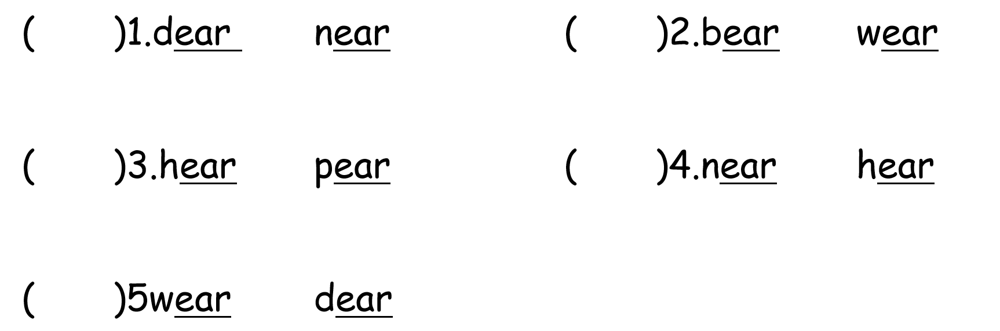 (    )1.dear    near    (    )2.bear    wear
(    )3.hear    pear    (    )4.near    hear
(    )5wear    dear